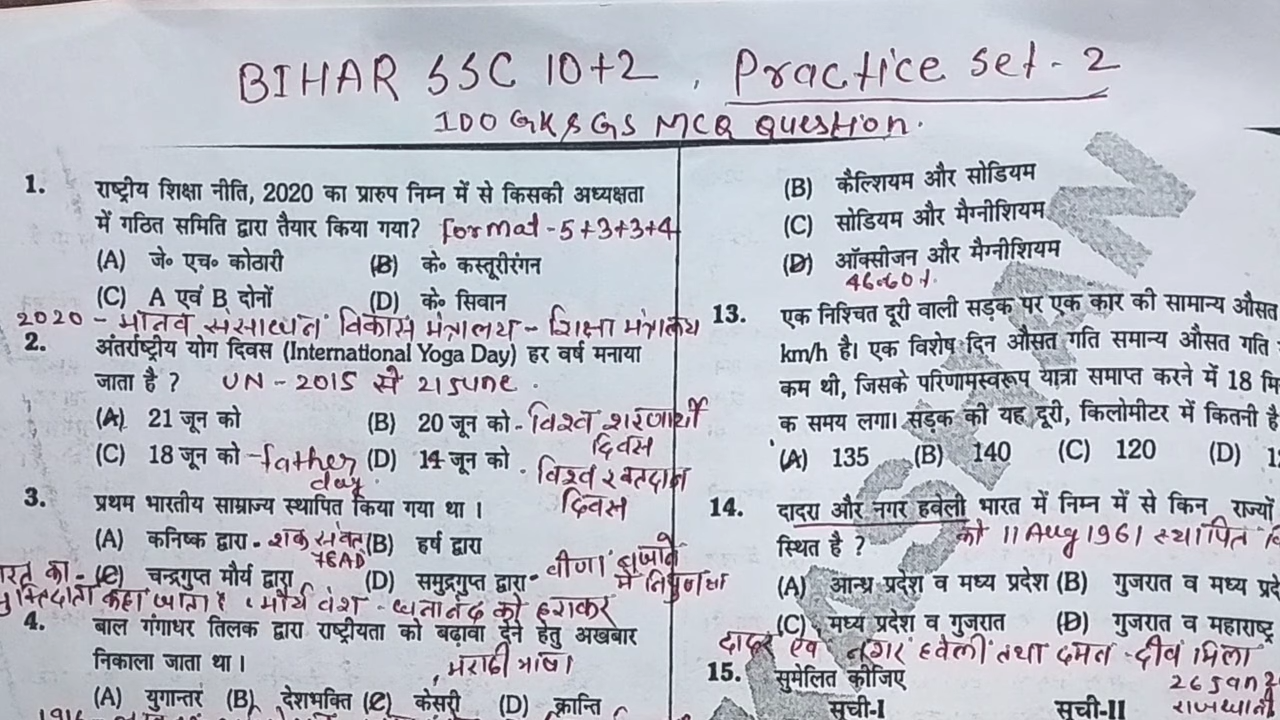 BIHAR SSC 10+2, Practice Set - 2
100 GK & GS MCQ Question.
1. राष्ट्रीय शिक्षा नीति, 2020 का प्रारुप निम्न में से किसकी अध्यक्षता
में गठित समिति द्वारा तैयार किया गया? format - 5+3+3+4
(A) जे० एच० कोठारी (B) के० कस्तूरीरंगन
(C) A एवं B दोनों (D) के० सिवान
2020 - मानव संसाधन विकास मंत्रालय - शिक्षा मंत्रालय
2. अंतर्राष्ट्रीय योग दिवस (International Yoga Day) हर वर्ष मनाया
जाता है ? UN - 2015 से 21 June .
(A) 21 जून को (B) 20 जून को - विश्व शरणार्थी
दिवस
(C) 18 जून को - father (D) 14 जून को . विश्व रक्तदान
day. दिवस
3. प्रथम भारतीय साम्राज्य स्थापित किया गया था ।
(A) कनिष्क द्वारा - शक संवत (B) हर्ष द्वारा
78AD वीणा बजाने
(C) चन्द्रगुप्त मौर्य द्वारा (D) समुद्रगुप्त द्वारा - में निपुण था
कहा जाता है मौर्य वंश - घनानंद को हराकर
4. बाल गंगाधर तिलक द्वारा राष्ट्रीयता को बढ़ावा देने हेतु अखबार
निकाला जाता था । मराठी भाषा
(A) युगान्तर (B) देशभक्ति (C) केसरी (D) क्रान्ति
(B) कैल्शियम और सोडियम
(C) सोडियम और मैग्नीशियम
(D) ऑक्सीजन और मैग्नीशियम
46.60%
13. एक निश्चित दूरी वाली सड़क पर एक कार की सामान्य औसत
km/h है। एक विशेष दिन औसत गति समान्य औसत गति
कम थी, जिसके परिणामस्वरूप यात्रा समाप्त करने में 18 मि
क समय लगा। सड़क की यह दूरी, किलोमीटर में कितनी है
(A) 135 (B) 140 (C) 120 (D)
14. दादरा और नगर हवेली भारत में निम्न में से किन राज्यों
स्थित है ? को 11 Aug 1961 स्थापित
(A) आन्ध्र प्रदेश व मध्य प्रदेश (B) गुजरात व मध्य प्रदे
(C) मध्य प्रदेश व गुजरात (D) गुजरात व महाराष्ट्र
दादर एवं नगर हवेली तथा दमन - दीव मिला
15. सुमेलित कीजिए 26 Jan
सूची-I सूची-II राजधानी